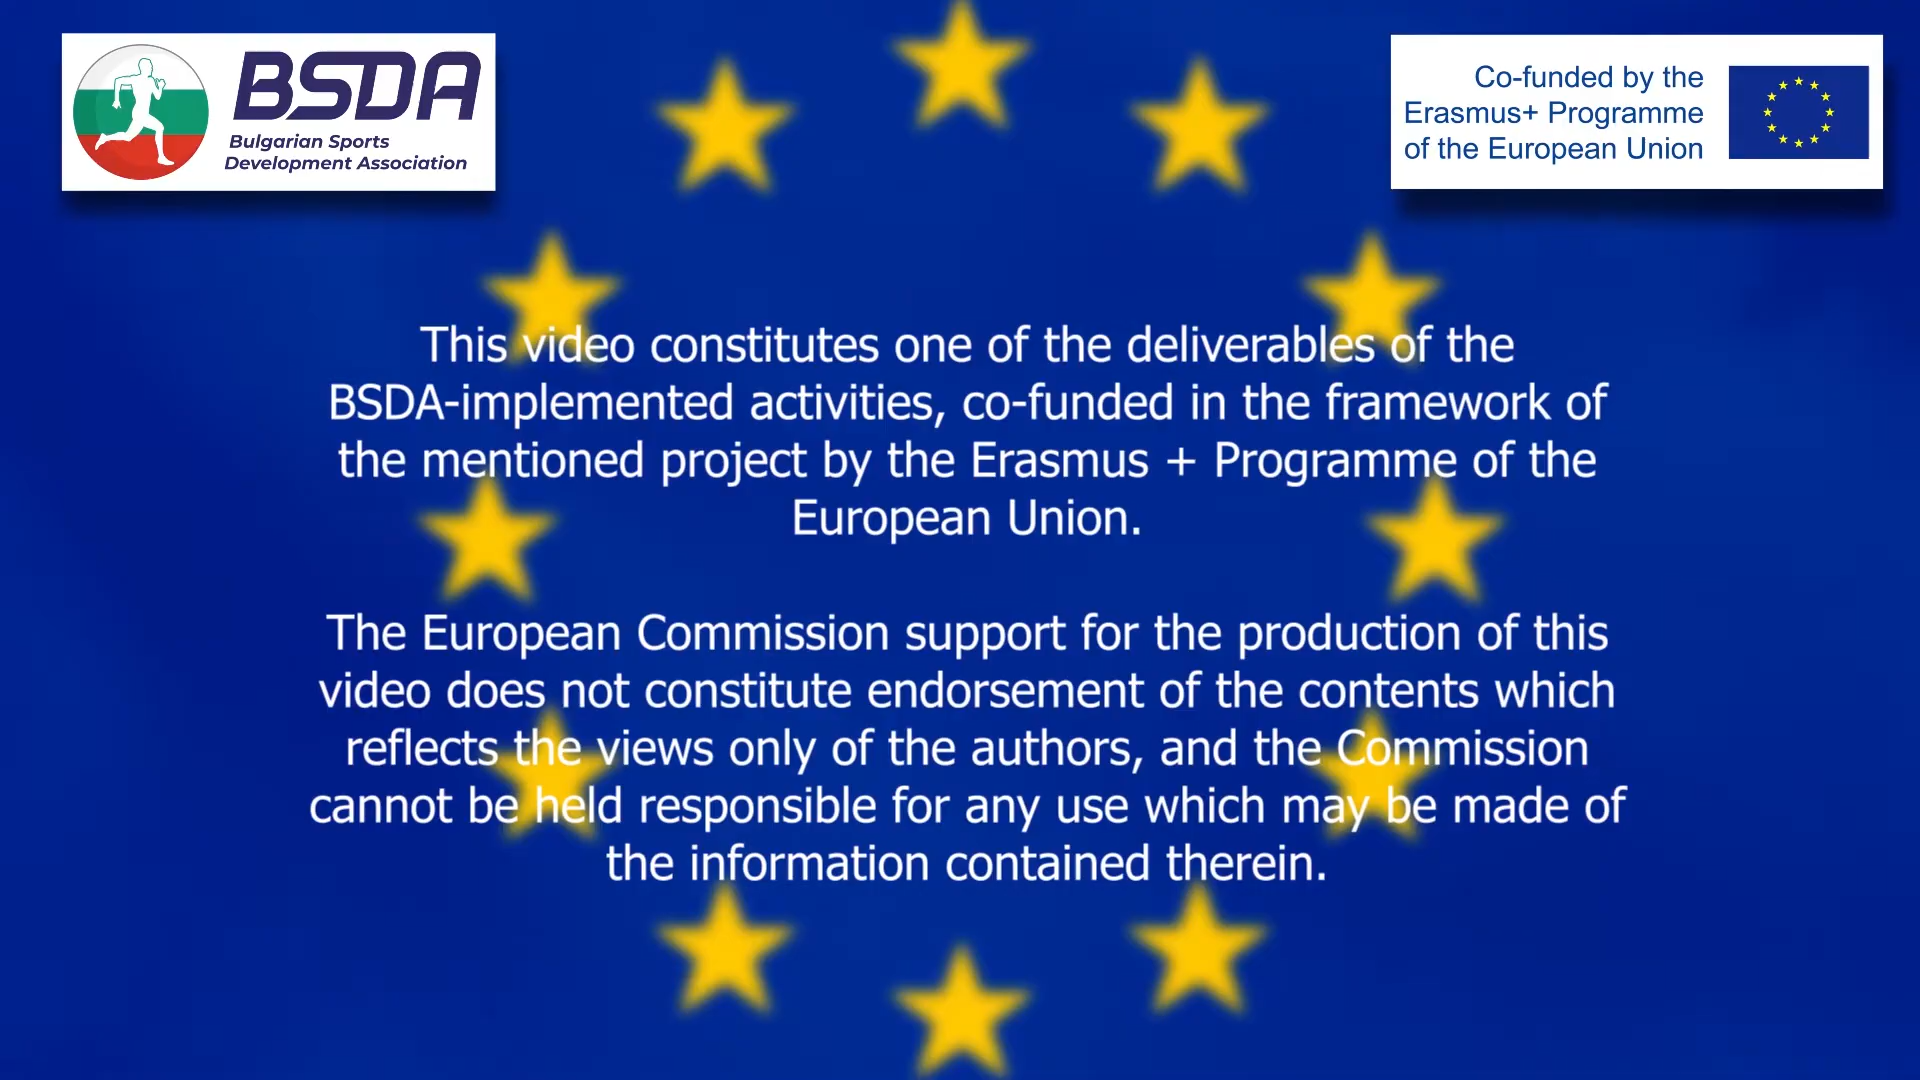 BSDA
Bulgarian Sports
Development Association
Co-funded by the
Erasmus+ Programme
of the European Union
This video constitutes one of the deliverables of the
BSDA-implemented activities, co-funded in the framework of
the mentioned project by the Erasmus + Programme of the
European Union.
The European Commission support for the production of this
video does not constitute endorsement of the contents which
reflects the views only of the authors, and the Commission
cannot be held responsible for any use which may be made of
the information contained therein.